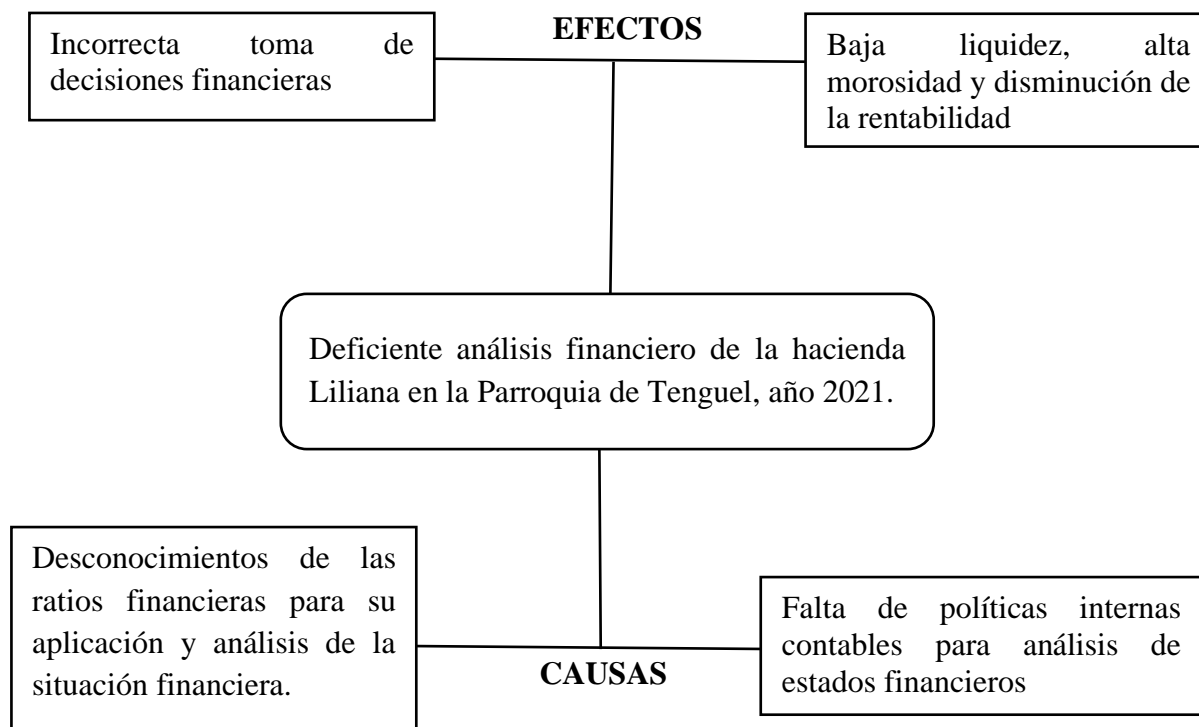 EFECTOS
Incorrecta toma de
decisiones financieras
Baja liquidez, alta
morosidad y disminución de
la rentabilidad
Deficiente análisis financiero de la hacienda
Liliana en la Parroquia de Tenguel, año 2021.
Desconocimientos de las
ratios financieras para su
aplicación y análisis de la
situación financiera.
Falta de políticas internas
contables para análisis de
estados financieros
CAUSAS